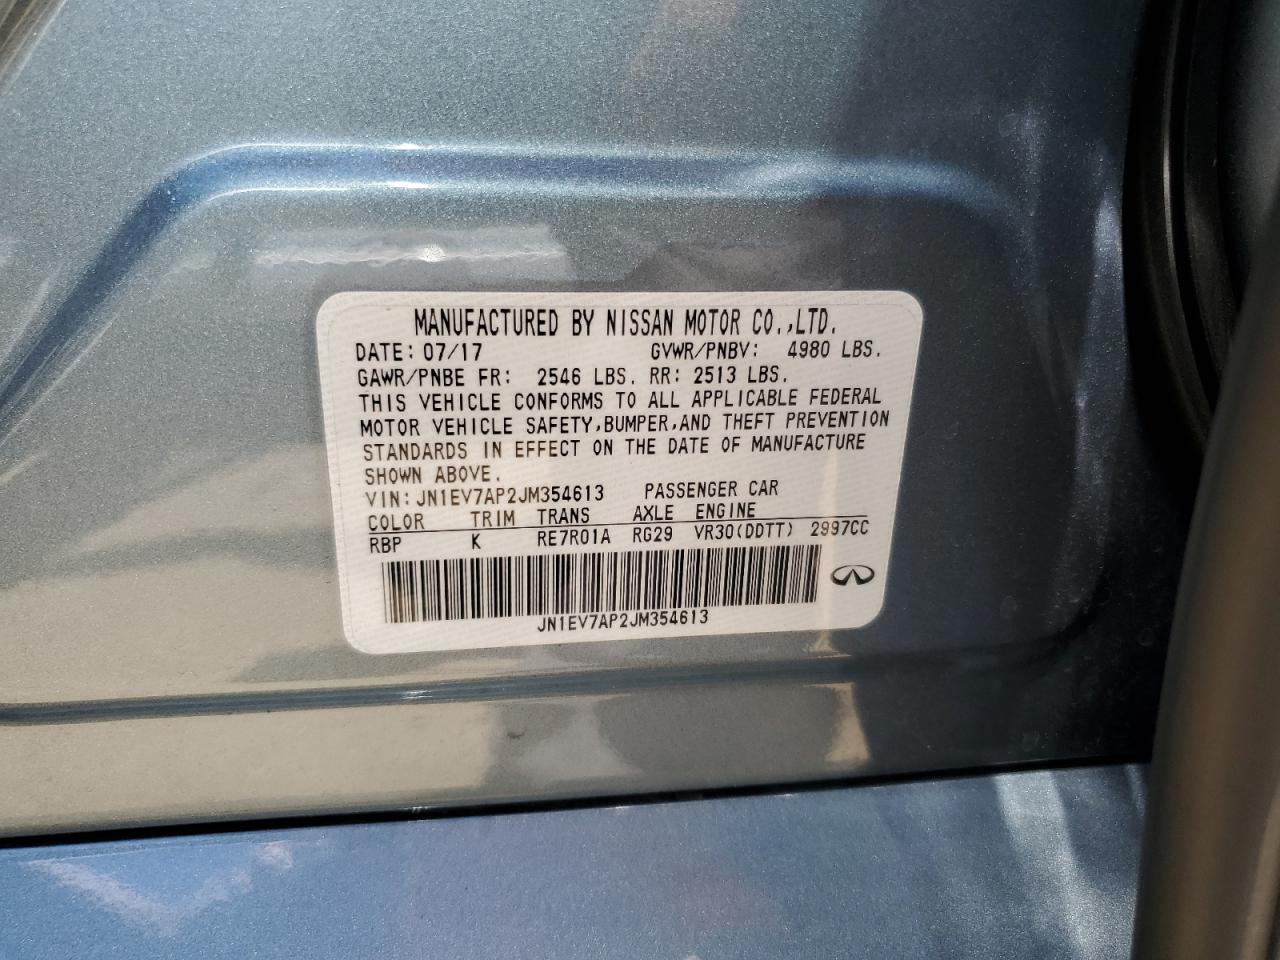 MANUFACTURED BY NISSAN MOTOR CO.,LTD.
DATE: 07/17 GVWR/PNBV: 4980 LBS.
GAWR/PNBE FR: 2546 LBS. RR: 2513 LBS.
THIS VEHICLE CONFORMS TO ALL APPLICABLE FEDERAL
MOTOR VEHICLE SAFETY,BUMPER,AND THEFT PREVENTION
STANDARDS IN EFFECT ON THE DATE OF MANUFACTURE
SHOWN ABOVE.
VIN:JN1EV7AP2JM354613 PASSENGER CAR
COLOR TRIM TRANS AXLE ENGINE
RBP K RE7R01A RG29 VR30(DDTT) 2997CC
JN1EV7AP2JM354613